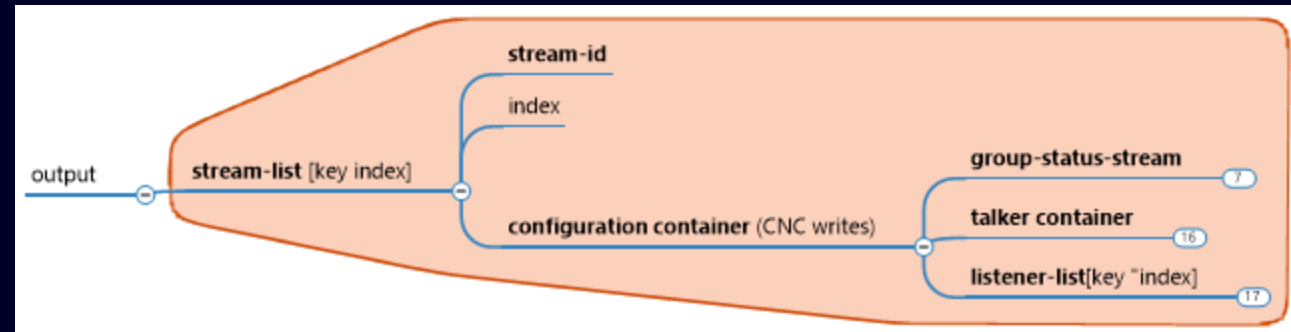 output
stream-list [key index]
stream-id
index
configuration container (CNC writes)
group-status-stream
7
talker container
16
listener-list[key "index]
17